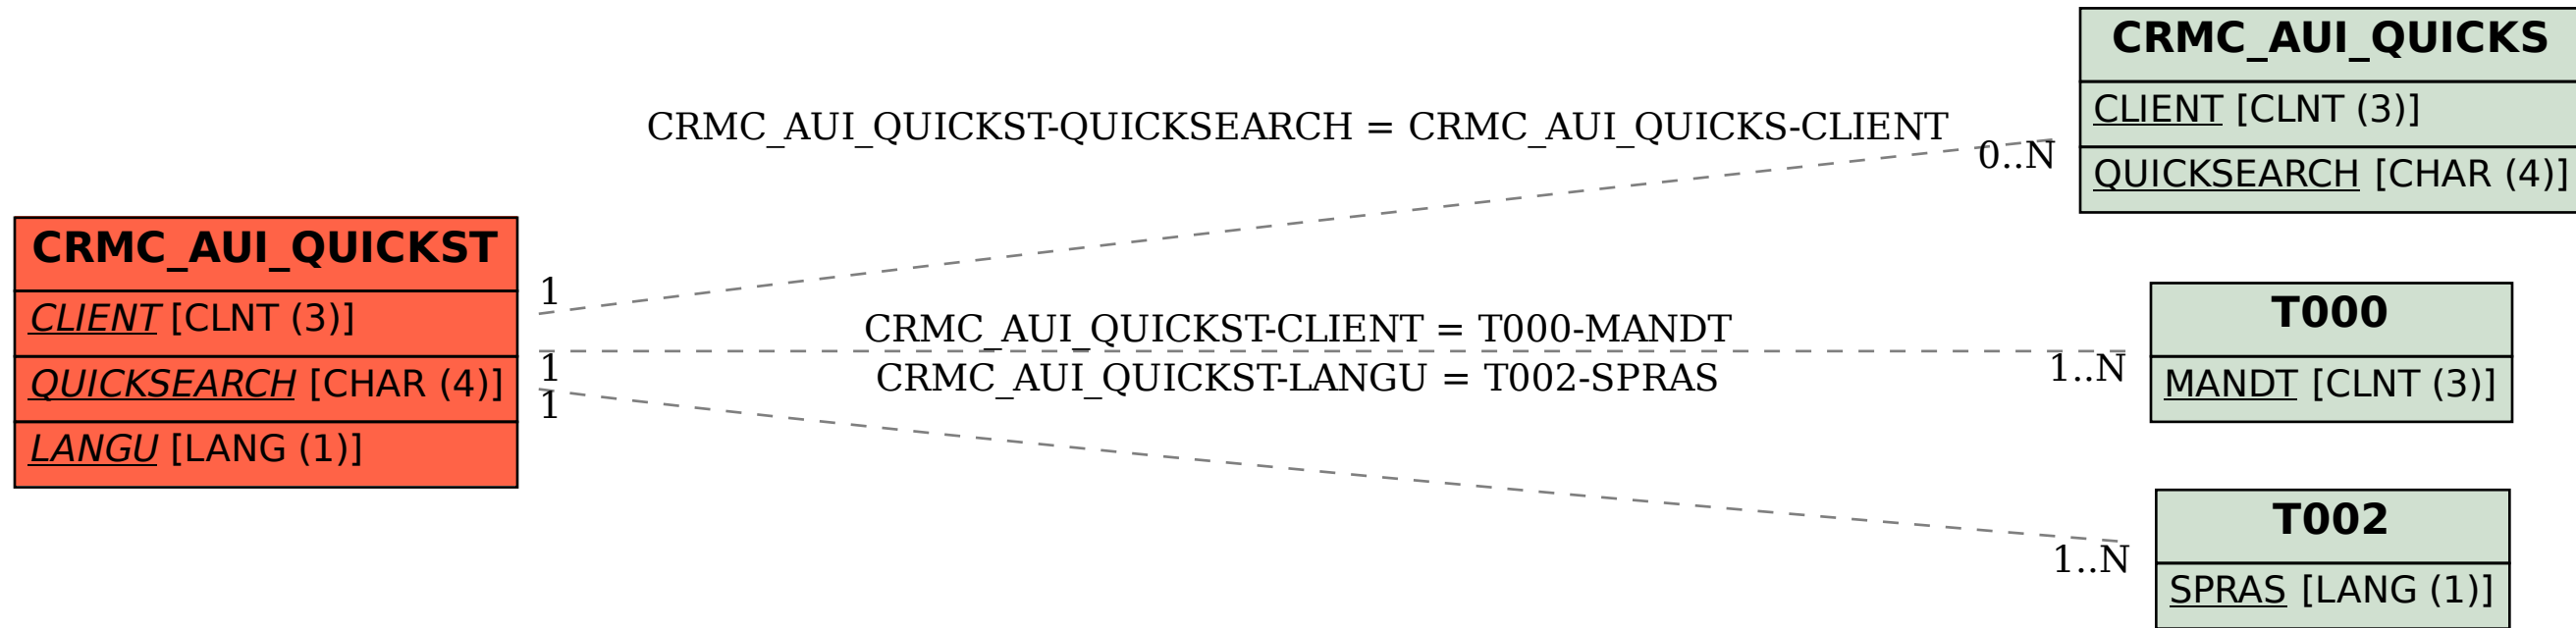 CRMC_AUI_QUICKST
CLIENT [CLNT (3)]
QUICKSEARCH [CHAR (4)]
LANGU [LANG (1)]
CRMC_AUI_QUICKST-QUICKSEARCH = CRMC_AUI_QUICKS-CLIENT
1
0..N
CRMC_AUI_QUICKST-CLIENT = T000-MANDT
1
1..N
CRMC_AUI_QUICKST-LANGU = T002-SPRAS
1
1..N
CRMC_AUI_QUICKS
CLIENT [CLNT (3)]
QUICKSEARCH [CHAR (4)]
T000
MANDT [CLNT (3)]
T002
SPRAS [LANG (1)]